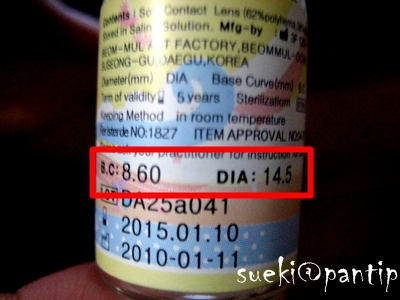 Contents : Soft Contact Lens (62%polyhema,
Stored in Saline Solution. Mfg-by
BEOM-MUL ART FACTORY, BEOMMUL-DONG
SUSEONG-GU, DAEGU, KOREA
Diameter(mm) DIA Base Curve(mm) B.C
Term of validity 5 years Sterilization
Keeping Method in room temperature
Registerde NO:1827 ITEM APPROVAL NO
your practitioner for instruction
B.C: 8.60 DIA: 14.5
LOT DA25a041
2015.01.10
2010-01-11
sueki@pantip